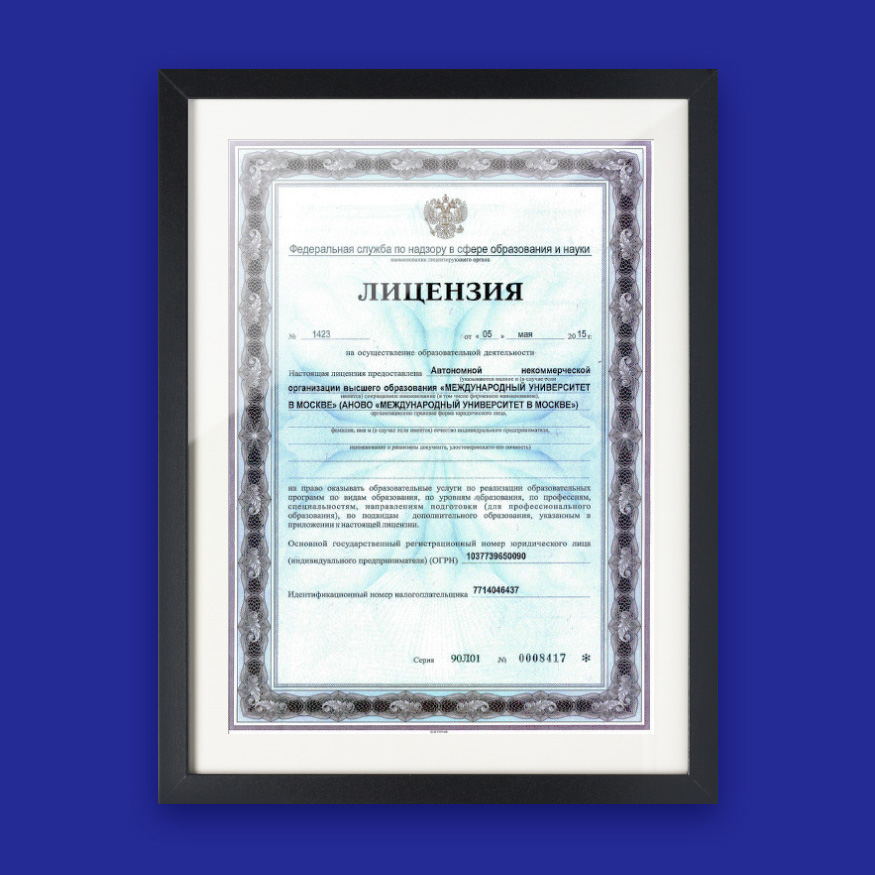 Федеральная служба по надзору в сфере образования и науки
наименование лицензирующего органа
ЛИЦЕНЗИЯ
№ 1423 от « 05 » мая 2015 г.
на осуществление образовательной деятельности
Настоящая лицензия предоставлена Автономной некоммерческой
(указываются полное и (в случае если
организации высшего образования «МЕЖДУНАРОДНЫЙ УНИВЕРСИТЕТ
имеется) сокращенное наименование (в том числе фирменное наименование),
В МОСКВЕ» (АНОВО «МЕЖДУНАРОДНЫЙ УНИВЕРСИТЕТ В МОСКВЕ»)
организационно-правовая форма юридического лица,
фамилия, имя и (в случае если имеется) отчество индивидуального предпринимателя,
наименование и реквизиты документа, удостоверяющего его личность)
на право оказывать образовательные услуги по реализации образовательных
программ по видам образования, по уровням образования, по профессиям,
специальностям, направлениям подготовки (для профессионального
образования), по подвидам дополнительного образования, указанным в
приложении к настоящей лицензии.
Основной государственный регистрационный номер юридического лица
(индивидуального предпринимателя) (ОГРН) 1037739650090
Идентификационный номер налогоплательщика 7714046437
Серия 90Л01 № 0008417 *